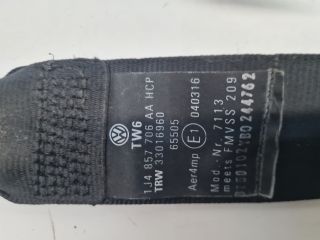 TW6
1J4 857 706 AA HCP
TRW 33016960
65505
Aer4mp E1 040316
Mod.-Nr. 7113
meets FMVSS 209